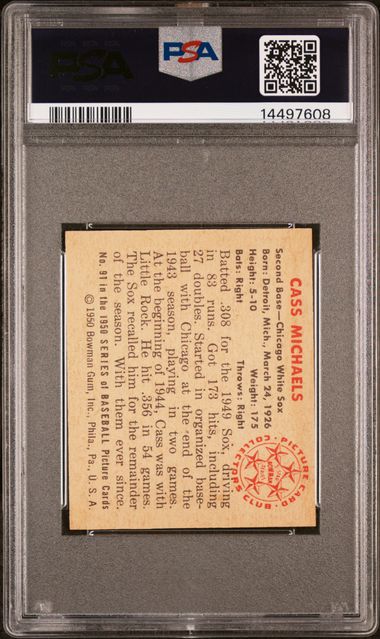 PSA
PSA
14497608
CASS MICHAELS
Second Base—Chicago White Sox
Born: Detroit, Mich., March 24, 1926
Height: 5-10 Weight: 175
Bats: Right Throws: Right
PICTURE CARD COLLECTORS CLUB
BOWMAN
Batted .308 for the 1949 Sox, driving
in 83 runs. Got 173 hits, including
27 doubles. Started in organized base-
ball with Chicago at the end of the
1943 season, playing in two games.
At the beginning of 1944, Cass was with
Little Rock. He hit .356 in 54 games.
The Sox recalled him for the remainder
of the season. With them ever since.
No. 91 in the 1950 SERIES of BASEBALL Picture Cards
© 1950 Bowman Gum, Inc., Phila., Pa., U. S. A.